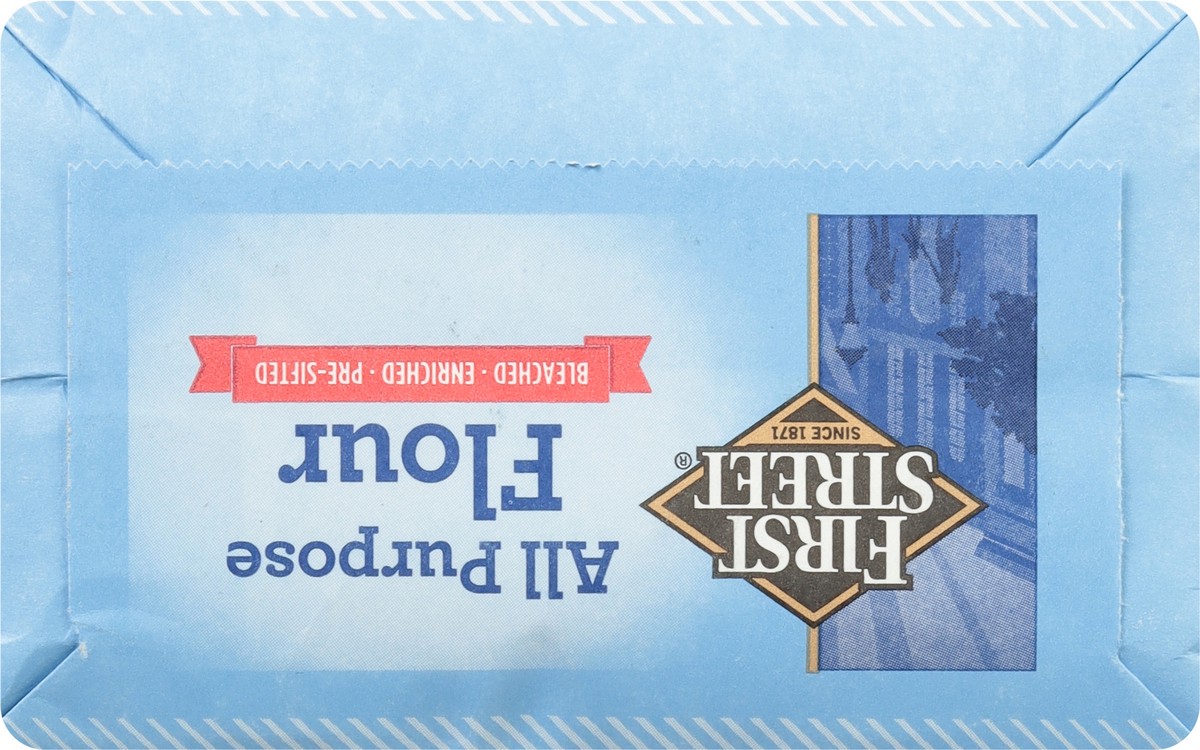 FIRST
STREET®
SINCE 1871
All Purpose
Flour
BLEACHED · ENRICHED · PRE-SIFTED